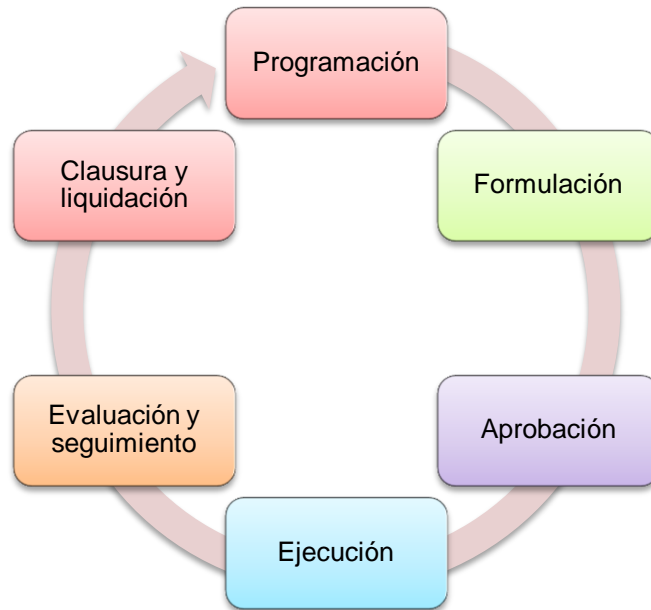 Programación
Formulación
Aprobación
Ejecución
Evaluación y
seguimiento
Clausura y
liquidación